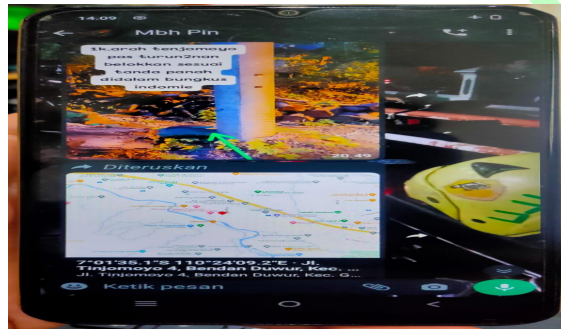 14.09
Mbh Pin
1k.arah tenjomoyo
pas turun2nan
belokkan sesuai
tanda panah
didalam bungkus
indomie
20.49
Diteruskan
7°01'35.1"S 110°24'09.2"E · Jl.
Tinjomoyo 4, Bendan Duwur, Kec. ...
Jl. Tinjomoyo 4, Bendan Duwur, Kec. G...
Ketik pesan